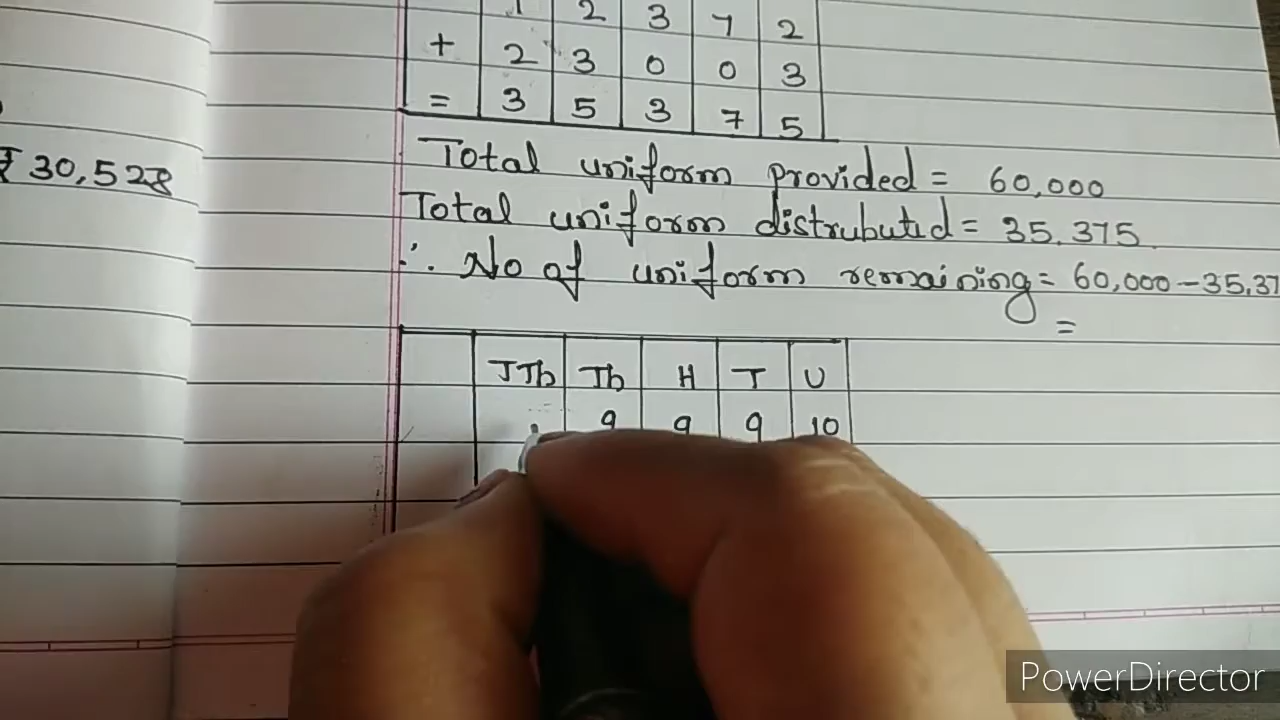 1 2 3 7 2
+ 2 3 0 0 3
= 3 5 3 7 5
₹ 30,528
Total uniform provided = 60,000
Total uniform distrubuted = 35,375
∴ No of uniform remaining = 60,000 - 35,37
=
TTh Th H T U
9 9 9 10
PowerDirector